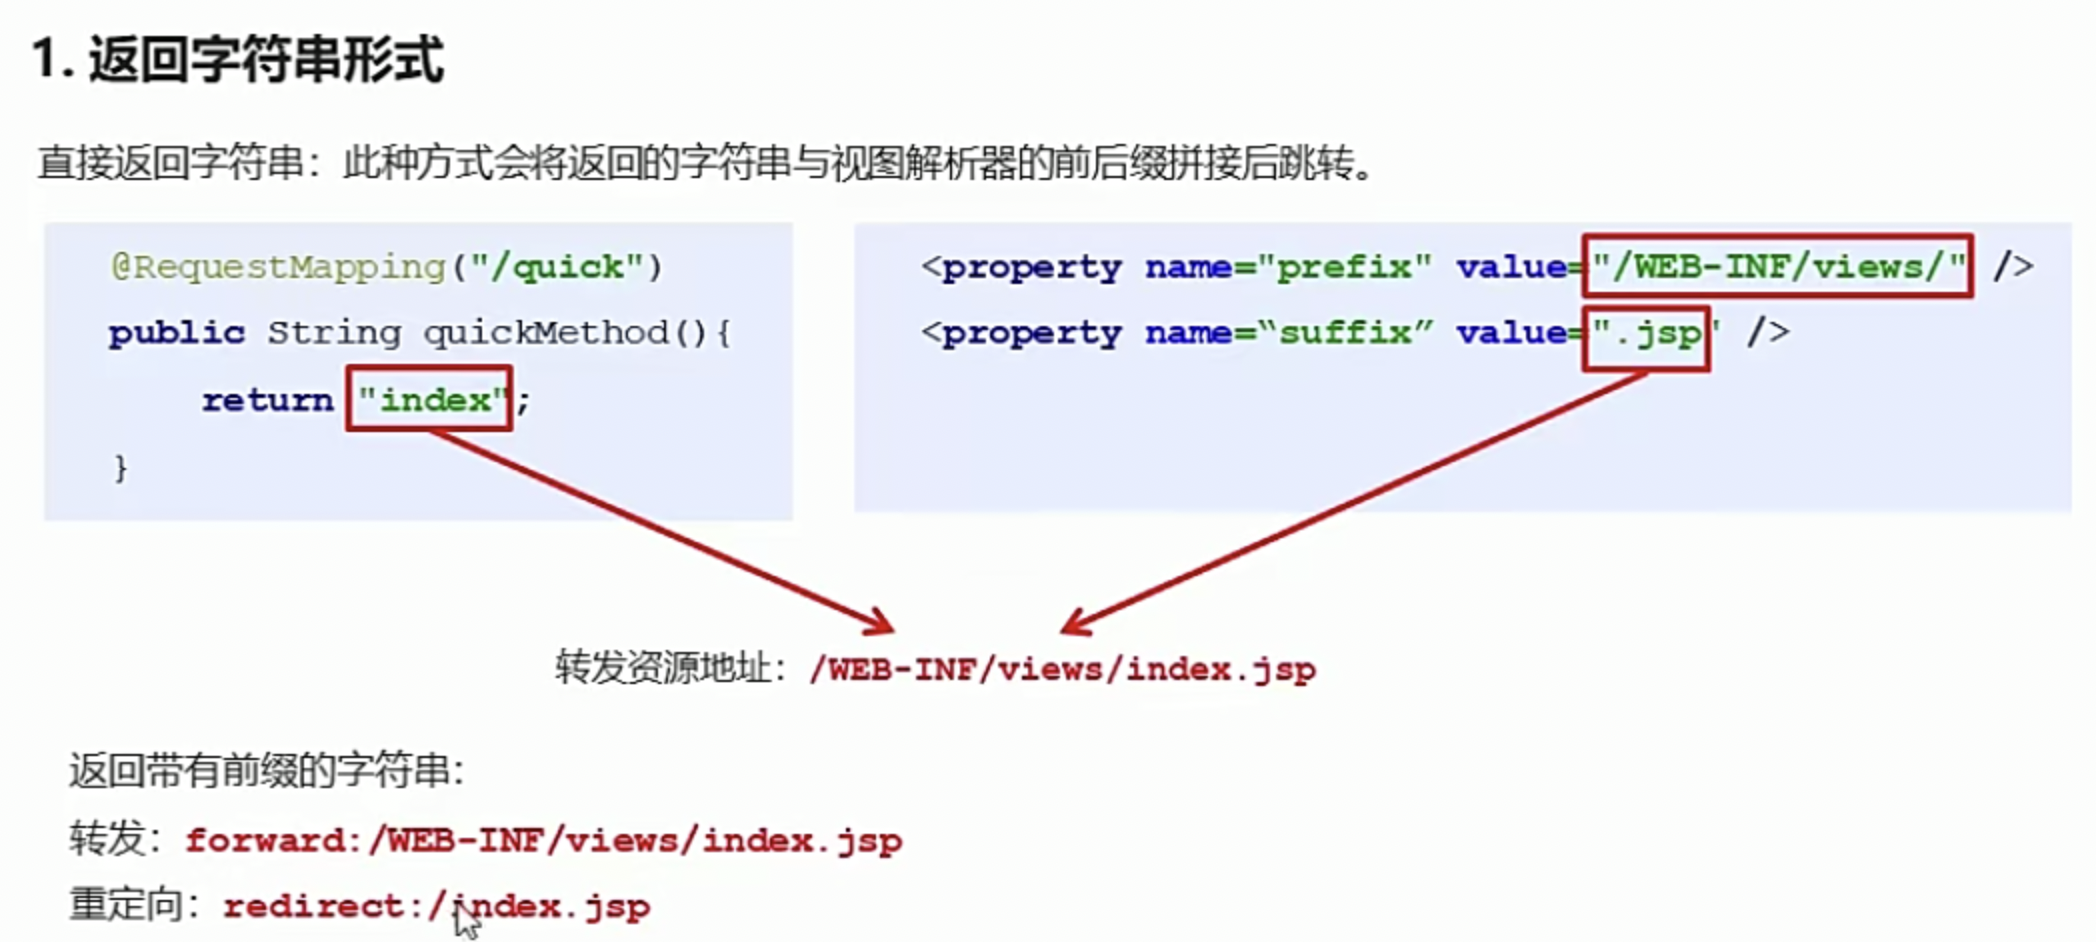 1. 返回字符串形式
直接返回字符串：此种方式会将返回的字符串与视图解析器的前后缀拼接后跳转。
@RequestMapping("/quick")
public String quickMethod(){
return "index";
}
<property name="prefix" value="/WEB-INF/views/" />
<property name=“suffix” value=".jsp" />
转发资源地址：/WEB-INF/views/index.jsp
返回带有前缀的字符串：
转发：forward:/WEB-INF/views/index.jsp
重定向：redirect:/index.jsp